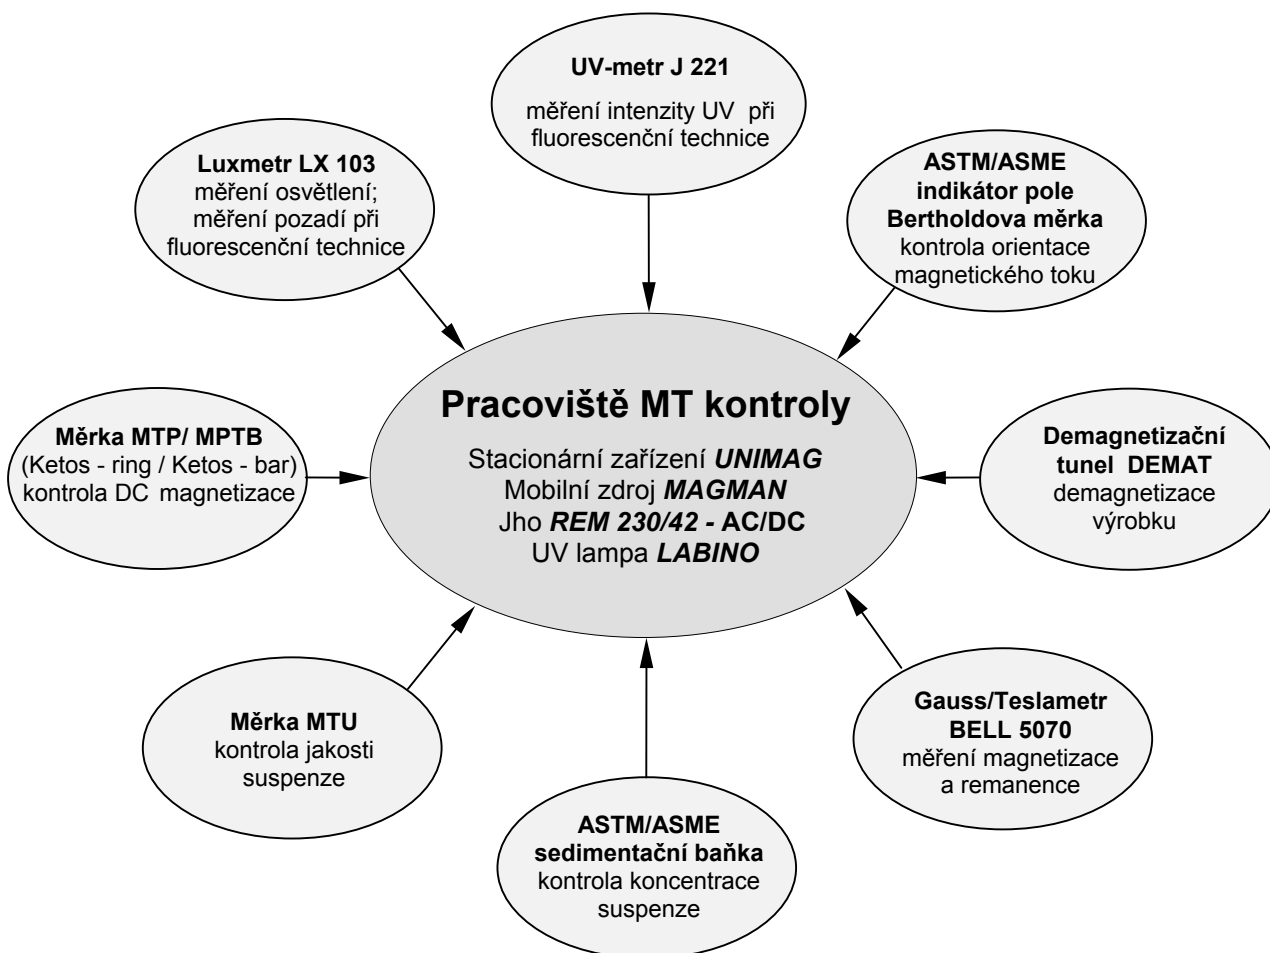 UV-metr J 221
měření intenzity UV při
fluorescenční technice
Luxmetr LX 103
měření osvětlení;
měření pozadí při
fluorescenční technice
ASTM/ASME
indikátor pole
Bertholdova měrka
kontrola orientace
magnetického toku
Pracoviště MT kontroly
Stacionární zařízení UNIMAG
Mobilní zdroj MAGMAN
Jho REM 230/42 - AC/DC
UV lampa LABINO
Měrka MTP/ MPTB
(Ketos - ring / Ketos - bar)
kontrola DC magnetizace
Demagnetizační
tunel DEMAT
demagnetizace
výrobku
Měrka MTU
kontrola jakosti
suspenze
Gauss/Teslametr
BELL 5070
měření magnetizace
a remanence
ASTM/ASME
sedimentační baňka
kontrola koncentrace
suspenze